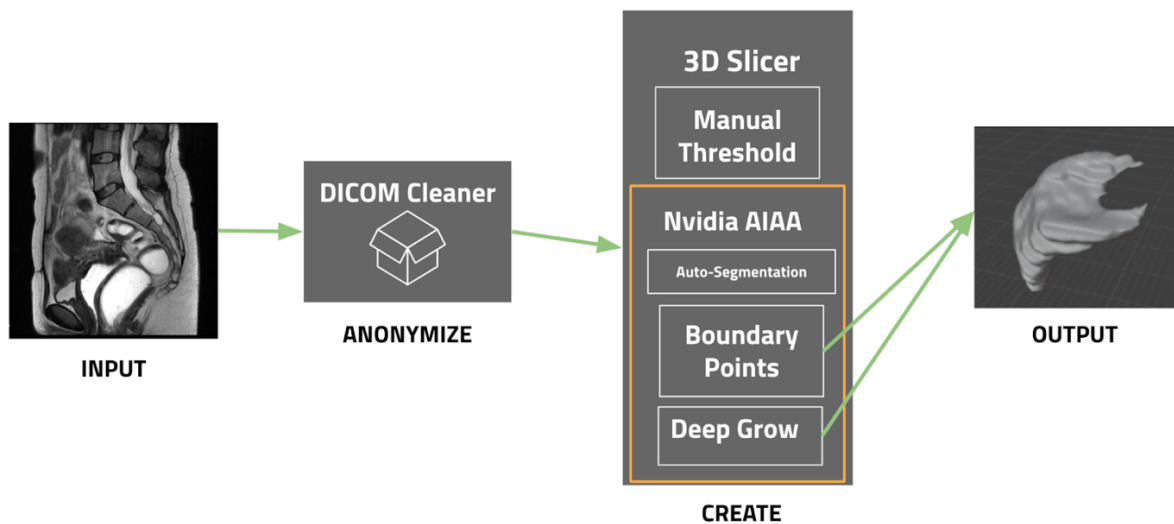 INPUT
DICOM Cleaner
ANONYMIZE
3D Slicer
Manual
Threshold
Nvidia AIAA
Auto-Segmentation
Boundary
Points
Deep Grow
CREATE
OUTPUT